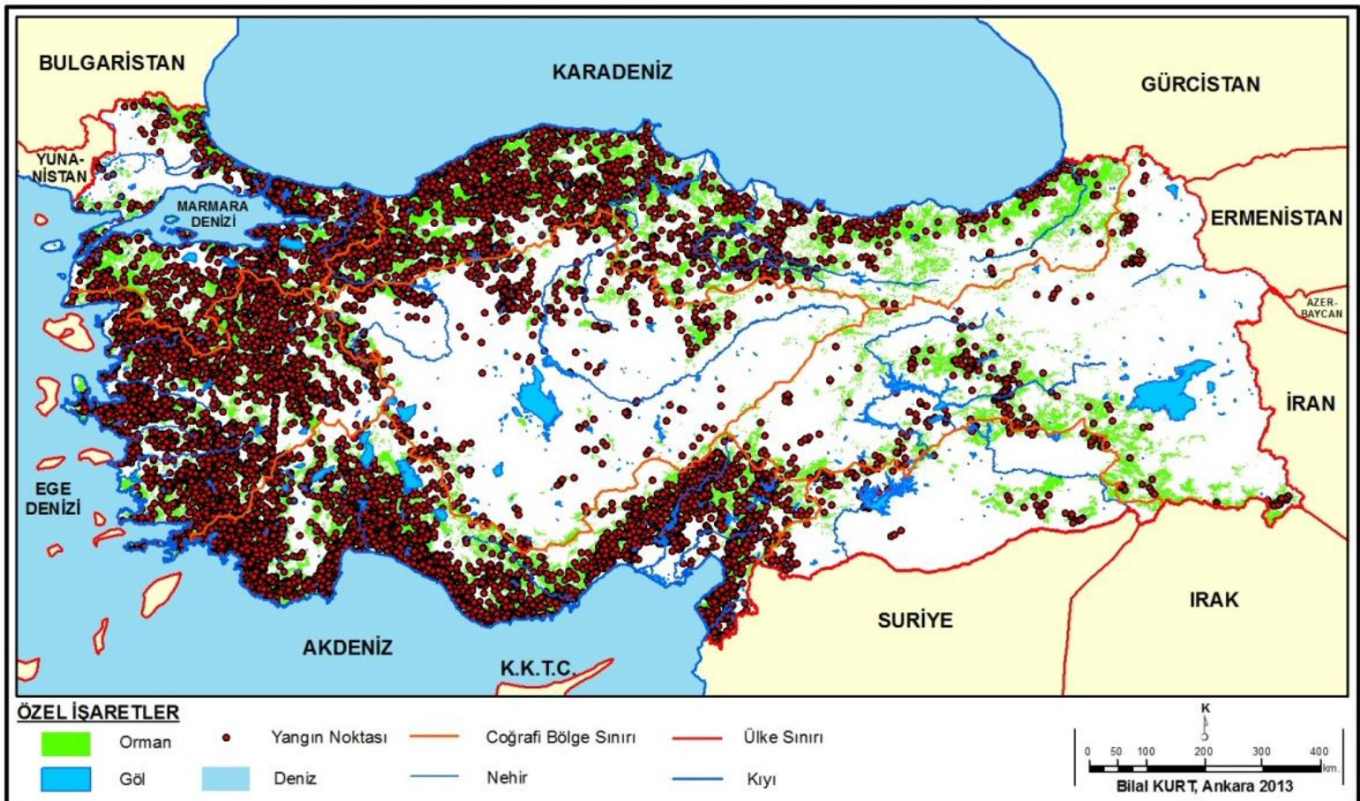 BULGARİSTAN
KARADENİZ
GÜRCİSTAN
YUNA-
NİSTAN
MARMARA
DENİZİ
ERMENİSTAN
AZER-
BAYCAN
İRAN
EGE
DENİZİ
AKDENİZ
K.K.T.C.
SURİYE
IRAK
ÖZEL İŞARETLER
Orman
Yangın Noktası
Coğrafi Bölge Sınırı
Ülke Sınırı
Göl
Deniz
Nehir
Kıyı
K
0 50 100 200 300 400
km
Bilal KURT, Ankara 2013